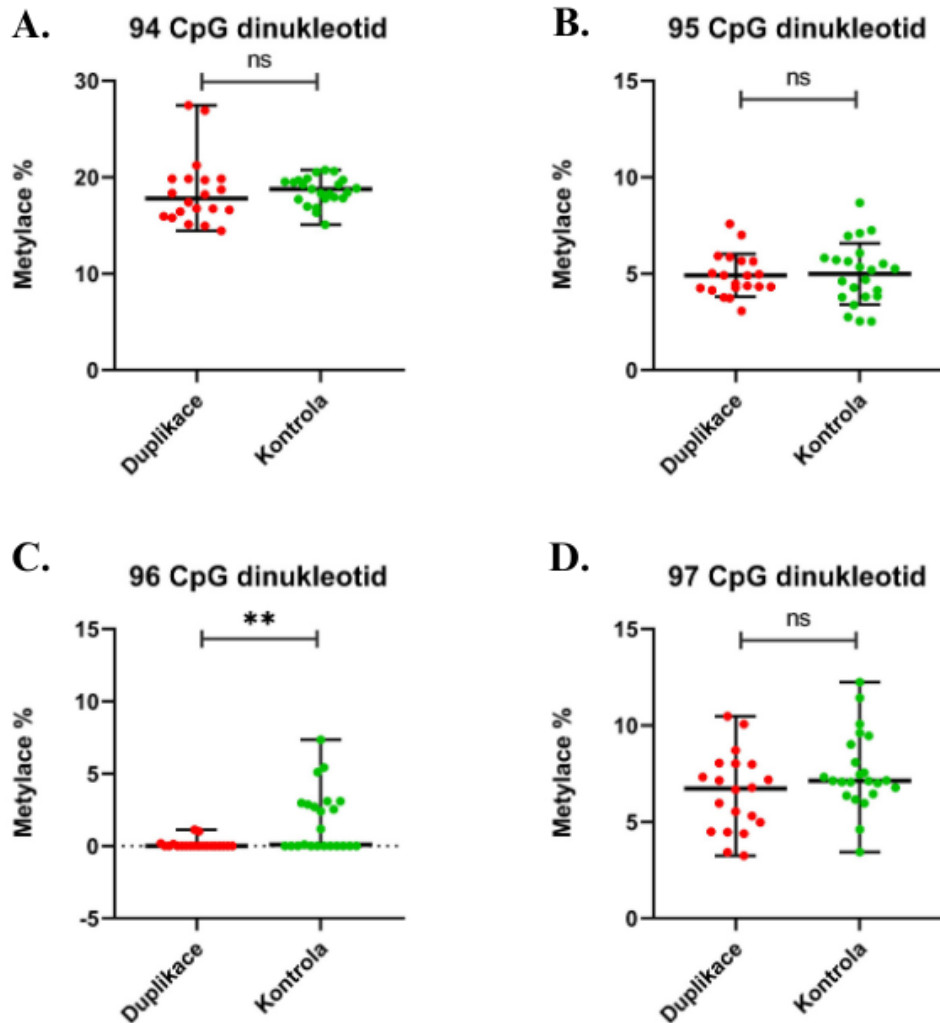 A.
94 CpG dinukleotid
ns
30
20
10
0
Metylace %
Duplikace
Kontrola
B.
95 CpG dinukleotid
ns
15
10
5
0
Metylace %
Duplikace
Kontrola
C.
96 CpG dinukleotid
**
15
10
5
0
-5
Metylace %
Duplikace
Kontrola
D.
97 CpG dinukleotid
ns
15
10
5
0
Metylace %
Duplikace
Kontrola